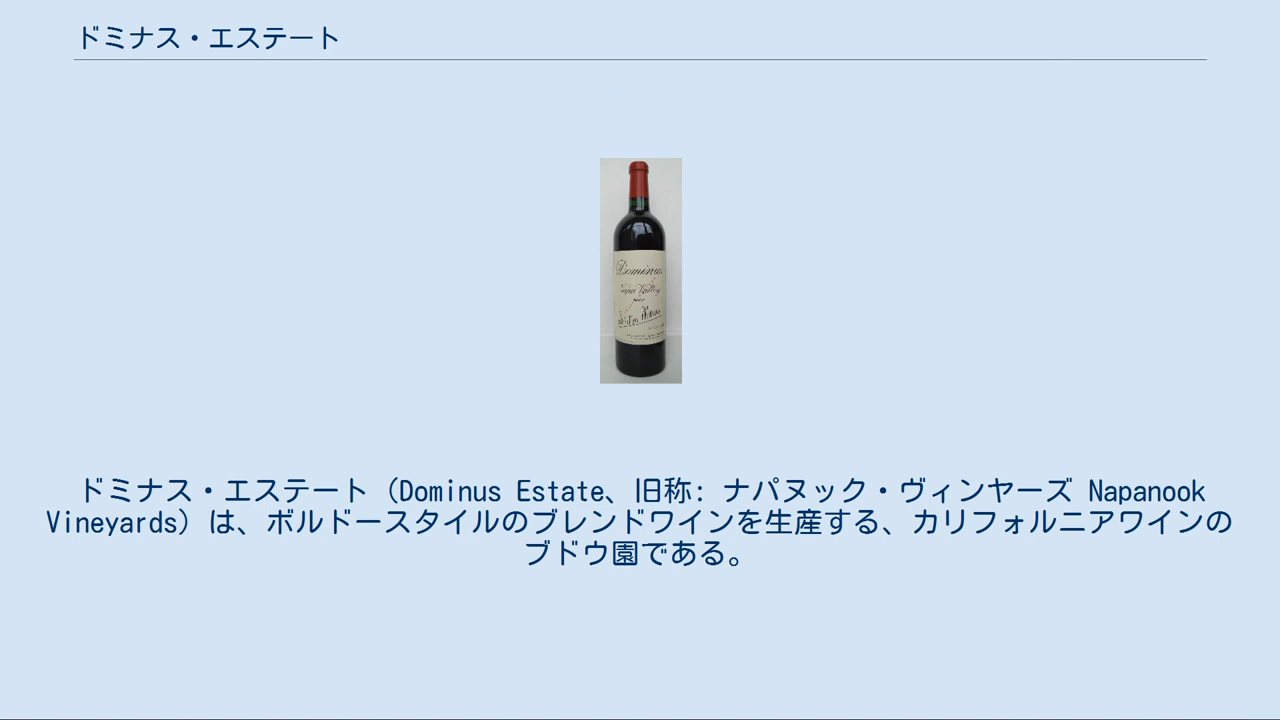 ドミナス・エステート
Dominus
Napa Valley
ドミナス・エステート（Dominus Estate、旧称: ナパヌック・ヴィンヤーズ Napanook
Vineyards）は、ボルドースタイルのブレンドワインを生産する、カリフォルニアワインの
ブドウ園である。